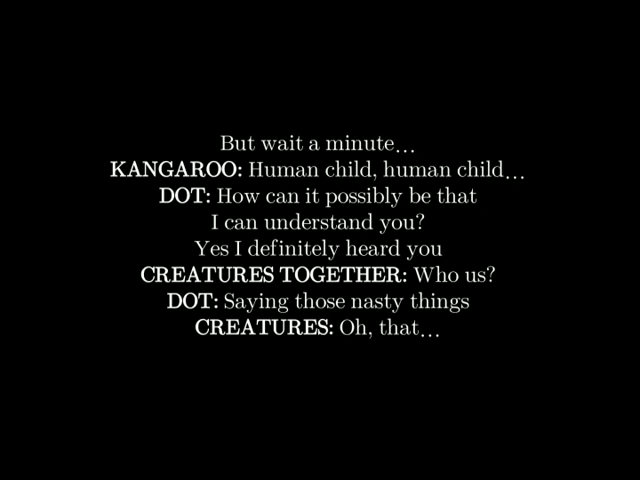 But wait a minute…
KANGAROO: Human child, human child…
DOT: How can it possibly be that
I can understand you?
Yes I definitely heard you
CREATURES TOGETHER: Who us?
DOT: Saying those nasty things
CREATURES: Oh, that…